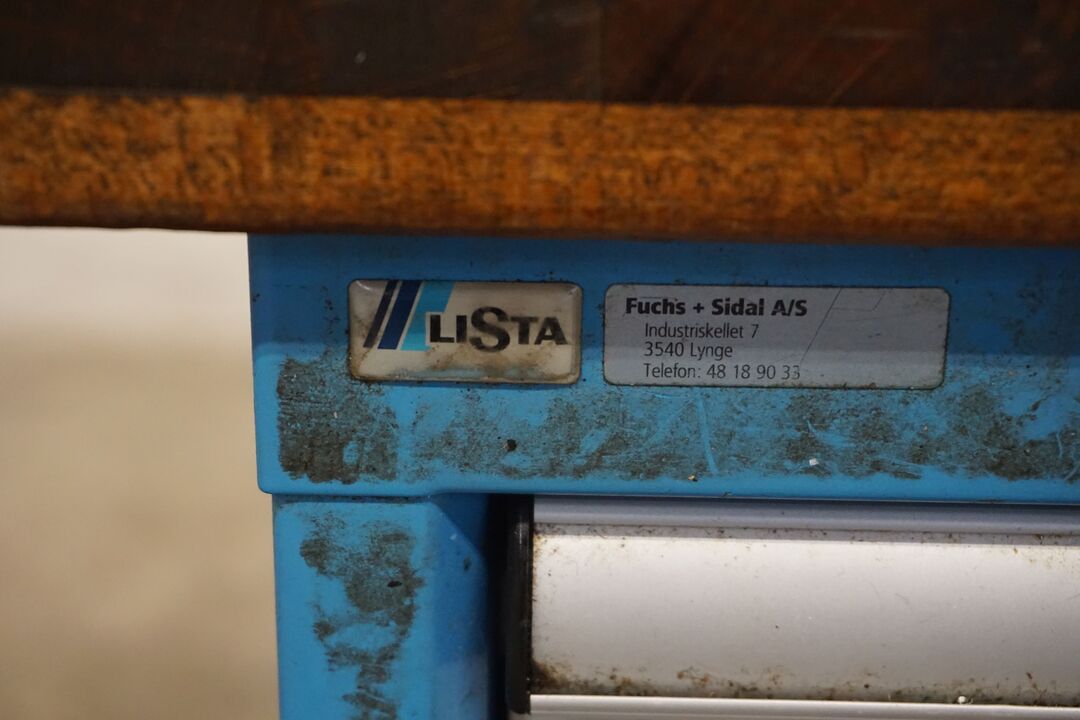 LISTA
Fuchs + Sidal A/S
Industriskellet 7
3540 Lynge
Telefon: 48 18 90 33